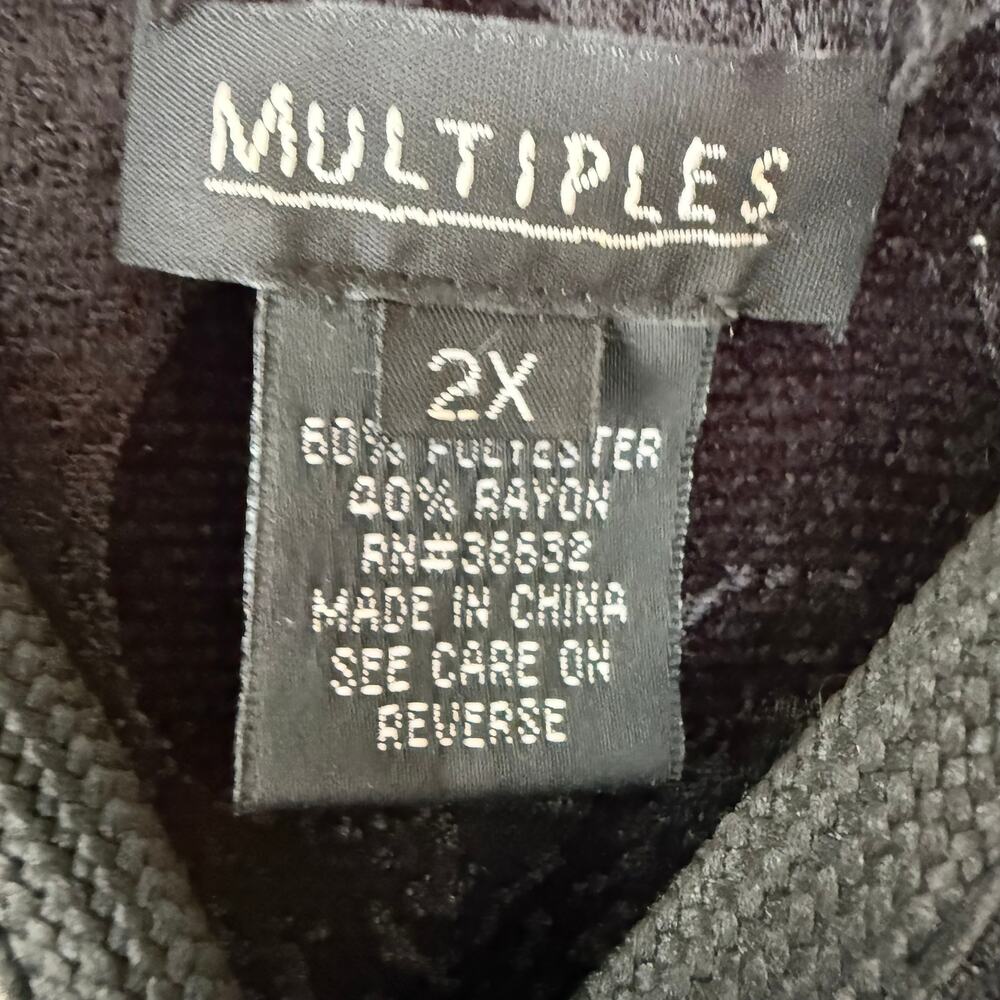 MULTIPLES
2X
60% POLYESTER
40% RAYON
RN#36632
MADE IN CHINA
SEE CARE ON
REVERSE